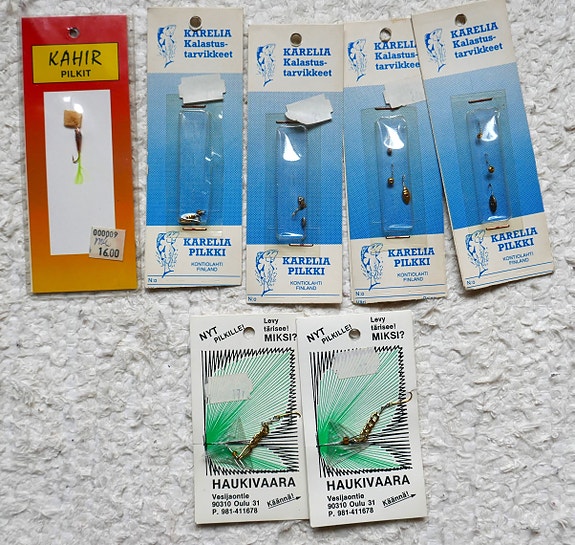 KAHIR
PILKIT
000009
16.00
KARELIA
Kalastus-
tarvikkeet
KARELIA
PILKKI
KONTIOLAHTI
FINLAND
N:o
KARELIA
Kalastus-
tarvikkeet
KARELIA
PILKKI
KONTIOLAHTI
FINLAND
N:o
KARELIA
Kalastus-
tarvikkeet
KARELIA
PILKKI
KONTIOLAHTI
FINLAND
N:o
KARELIA
Kalastus-
tarvikkeet
KARELIA
PILKKI
KONTIOLAHTI
FINLAND
N:o
NYT
PILKILLE!
Levy
tärisee!
MIKSI?
HAUKIVAARA
Vesijaontie
90310 Oulu 31
P. 981-411678
Käännä!
NYT
PILKILLE!
Levy
tärisee!
MIKSI?
HAUKIVAARA
Vesijaontie
90310 Oulu 31
P. 981-411678
Käännä!